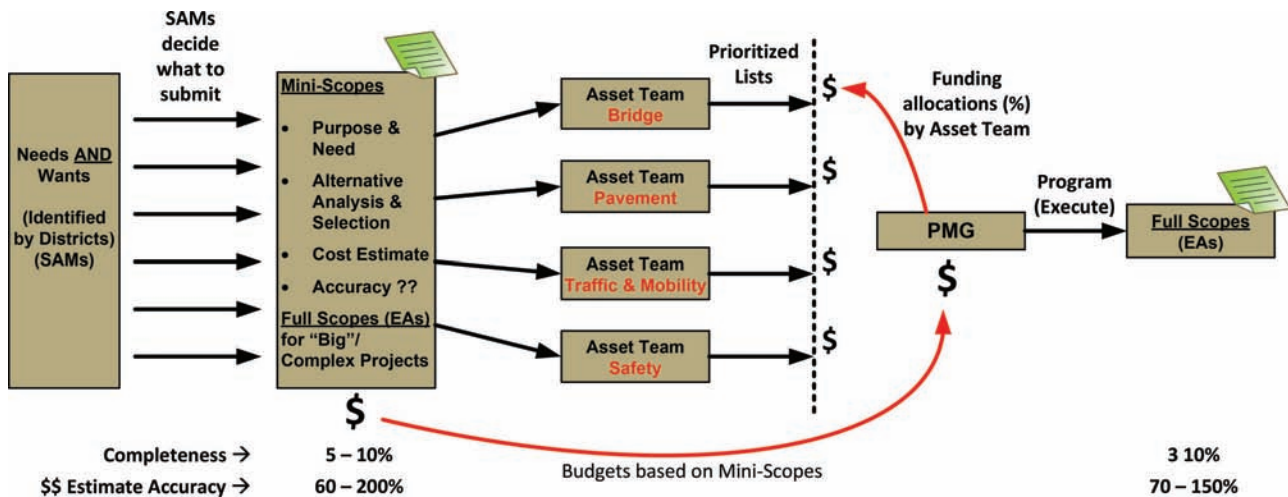 SAMs
decide
what to
submit
Needs AND
Wants
(Identified
by Districts)
(SAMs)
Mini-Scopes
• Purpose &
Need
• Alternative
Analysis &
Selection
• Cost Estimate
• Accuracy ??
Full Scopes (EAs)
for “Big”/
Complex Projects
$
Asset Team
Bridge
Asset Team
Pavement
Asset Team
Traffic & Mobility
Asset Team
Safety
Prioritized
Lists
$
$
$
$
Funding
allocations (%)
by Asset Team
PMG
$
Program
(Execute)
Full Scopes
(EAs)
Budgets based on Mini-Scopes
Completeness → 5 – 10% 3 10%
$$ Estimate Accuracy → 60 – 200% 70 – 150%